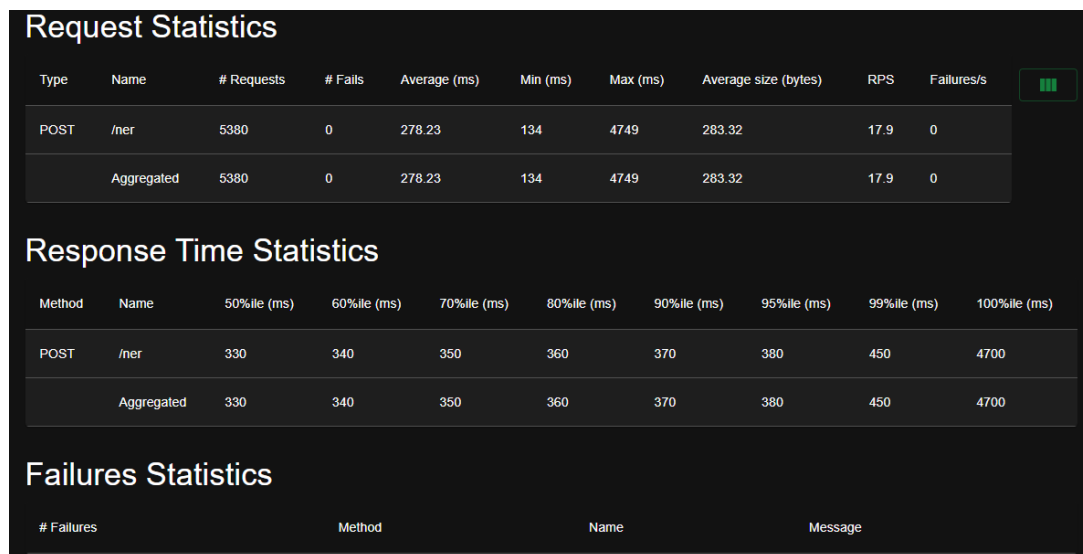 Request Statistics
Type Name # Requests # Fails Average (ms) Min (ms) Max (ms) Average size (bytes) RPS Failures/s
POST /ner 5380 0 278.23 134 4749 283.32 17.9 0
Aggregated 5380 0 278.23 134 4749 283.32 17.9 0
Response Time Statistics
Method Name 50%ile (ms) 60%ile (ms) 70%ile (ms) 80%ile (ms) 90%ile (ms) 95%ile (ms) 99%ile (ms) 100%ile (ms)
POST /ner 330 340 350 360 370 380 450 4700
Aggregated 330 340 350 360 370 380 450 4700
Failures Statistics
# Failures Method Name Message